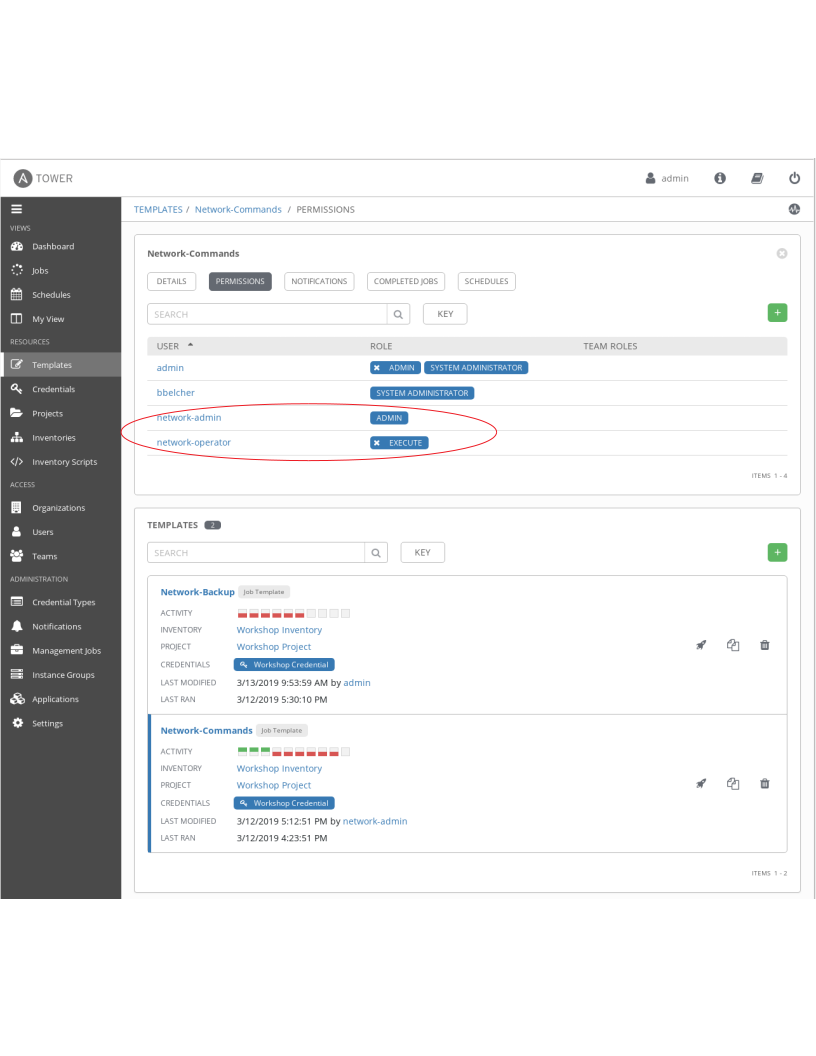 TOWER
admin
VIEWS
Dashboard
Jobs
Schedules
My View
RESOURCES
Templates
Credentials
Projects
Inventories
Inventory Scripts
ACCESS
Organizations
Users
Teams
ADMINISTRATION
Credential Types
Notifications
Management Jobs
Instance Groups
Applications
Settings
TEMPLATES / Network-Commands / PERMISSIONS
Network-Commands
DETAILS PERMISSIONS NOTIFICATIONS COMPLETED JOBS SCHEDULES
SEARCH KEY +
USER ROLE TEAM ROLES
admin ✖ ADMIN SYSTEM ADMINISTRATOR
bbelcher SYSTEM ADMINISTRATOR
network-admin ADMIN
network-operator ✖ EXECUTE
ITEMS 1 - 4
TEMPLATES 2
SEARCH KEY +
Network-Backup Job Template
ACTIVITY
INVENTORY Workshop Inventory
PROJECT Workshop Project
CREDENTIALS Workshop Credential
LAST MODIFIED 3/13/2019 9:53:59 AM by admin
LAST RAN 3/12/2019 5:30:10 PM
Network-Commands Job Template
ACTIVITY
INVENTORY Workshop Inventory
PROJECT Workshop Project
CREDENTIALS Workshop Credential
LAST MODIFIED 3/12/2019 5:12:51 PM by network-admin
LAST RAN 3/12/2019 4:23:51 PM
ITEMS 1 - 2